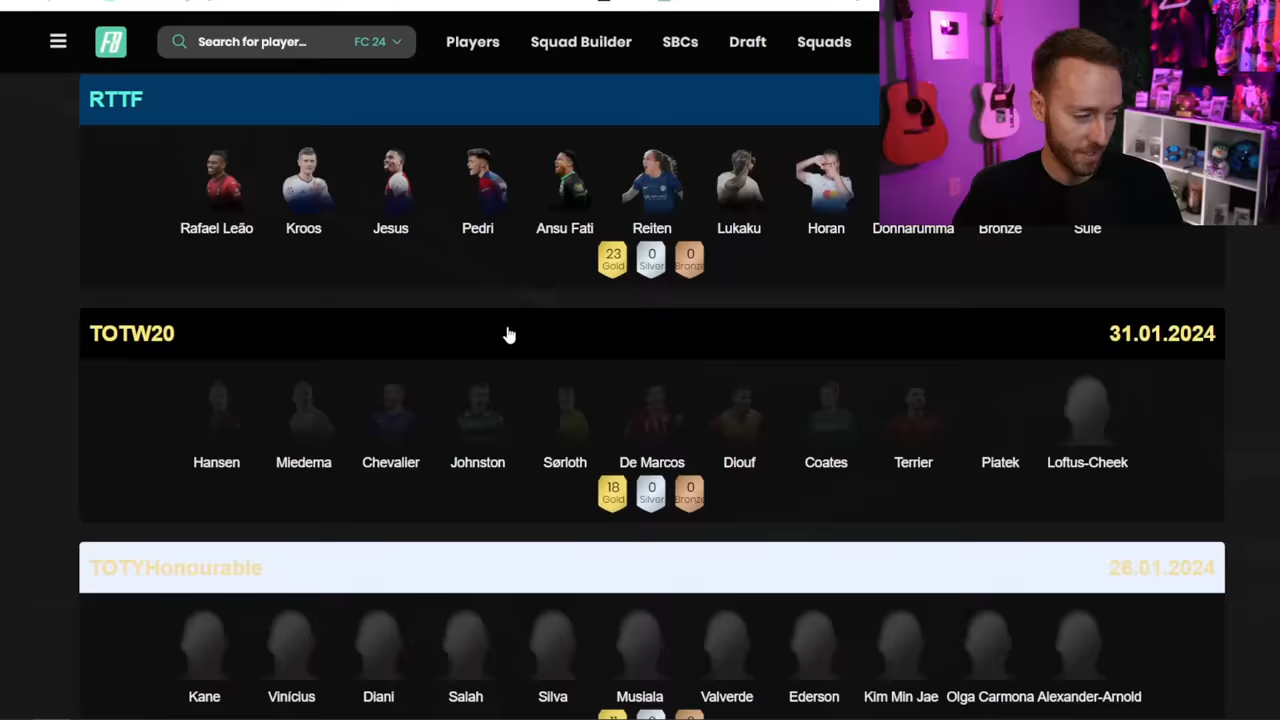 FB Search for player... FC 24 Players Squad Builder SBCs Draft Squads
RTTF
Rafael Leão Kroos Jesus Pedri Ansu Fati Reiten Lukaku Horan Donnarumma Bronze Süle
23 0 0
Gold Silver Bronze
TOTW20 31.01.2024
Hansen Miedema Chevalier Johnston Sørloth De Marcos Diouf Coates Terrier Piatek Loftus-Cheek
18 0 0
Gold Silver Bronze
TOTYHonourable 26.01.2024
Kane Vinícius Diani Salah Silva Musiala Valverde Ederson Kim Min Jae Olga Carmona Alexander-Arnold